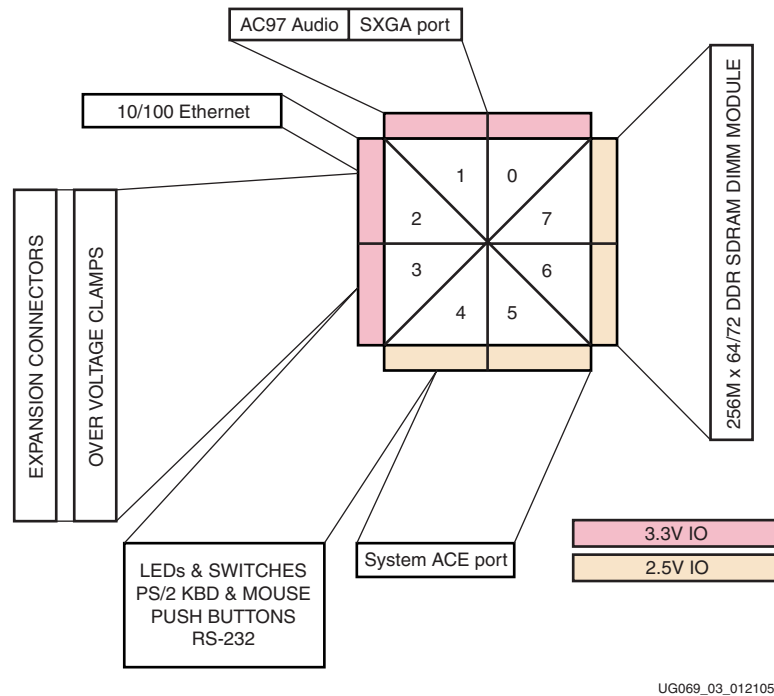 AC97 Audio
SXGA port
10/100 Ethernet
256M x 64/72 DDR SDRAM DIMM MODULE
1
0
2
7
3
6
4
5
EXPANSION CONNECTORS
OVER VOLTAGE CLAMPS
3.3V IO
2.5V IO
LEDs & SWITCHES
PS/2 KBD & MOUSE
PUSH BUTTONS
RS-232
System ACE port
UG069_03_012105